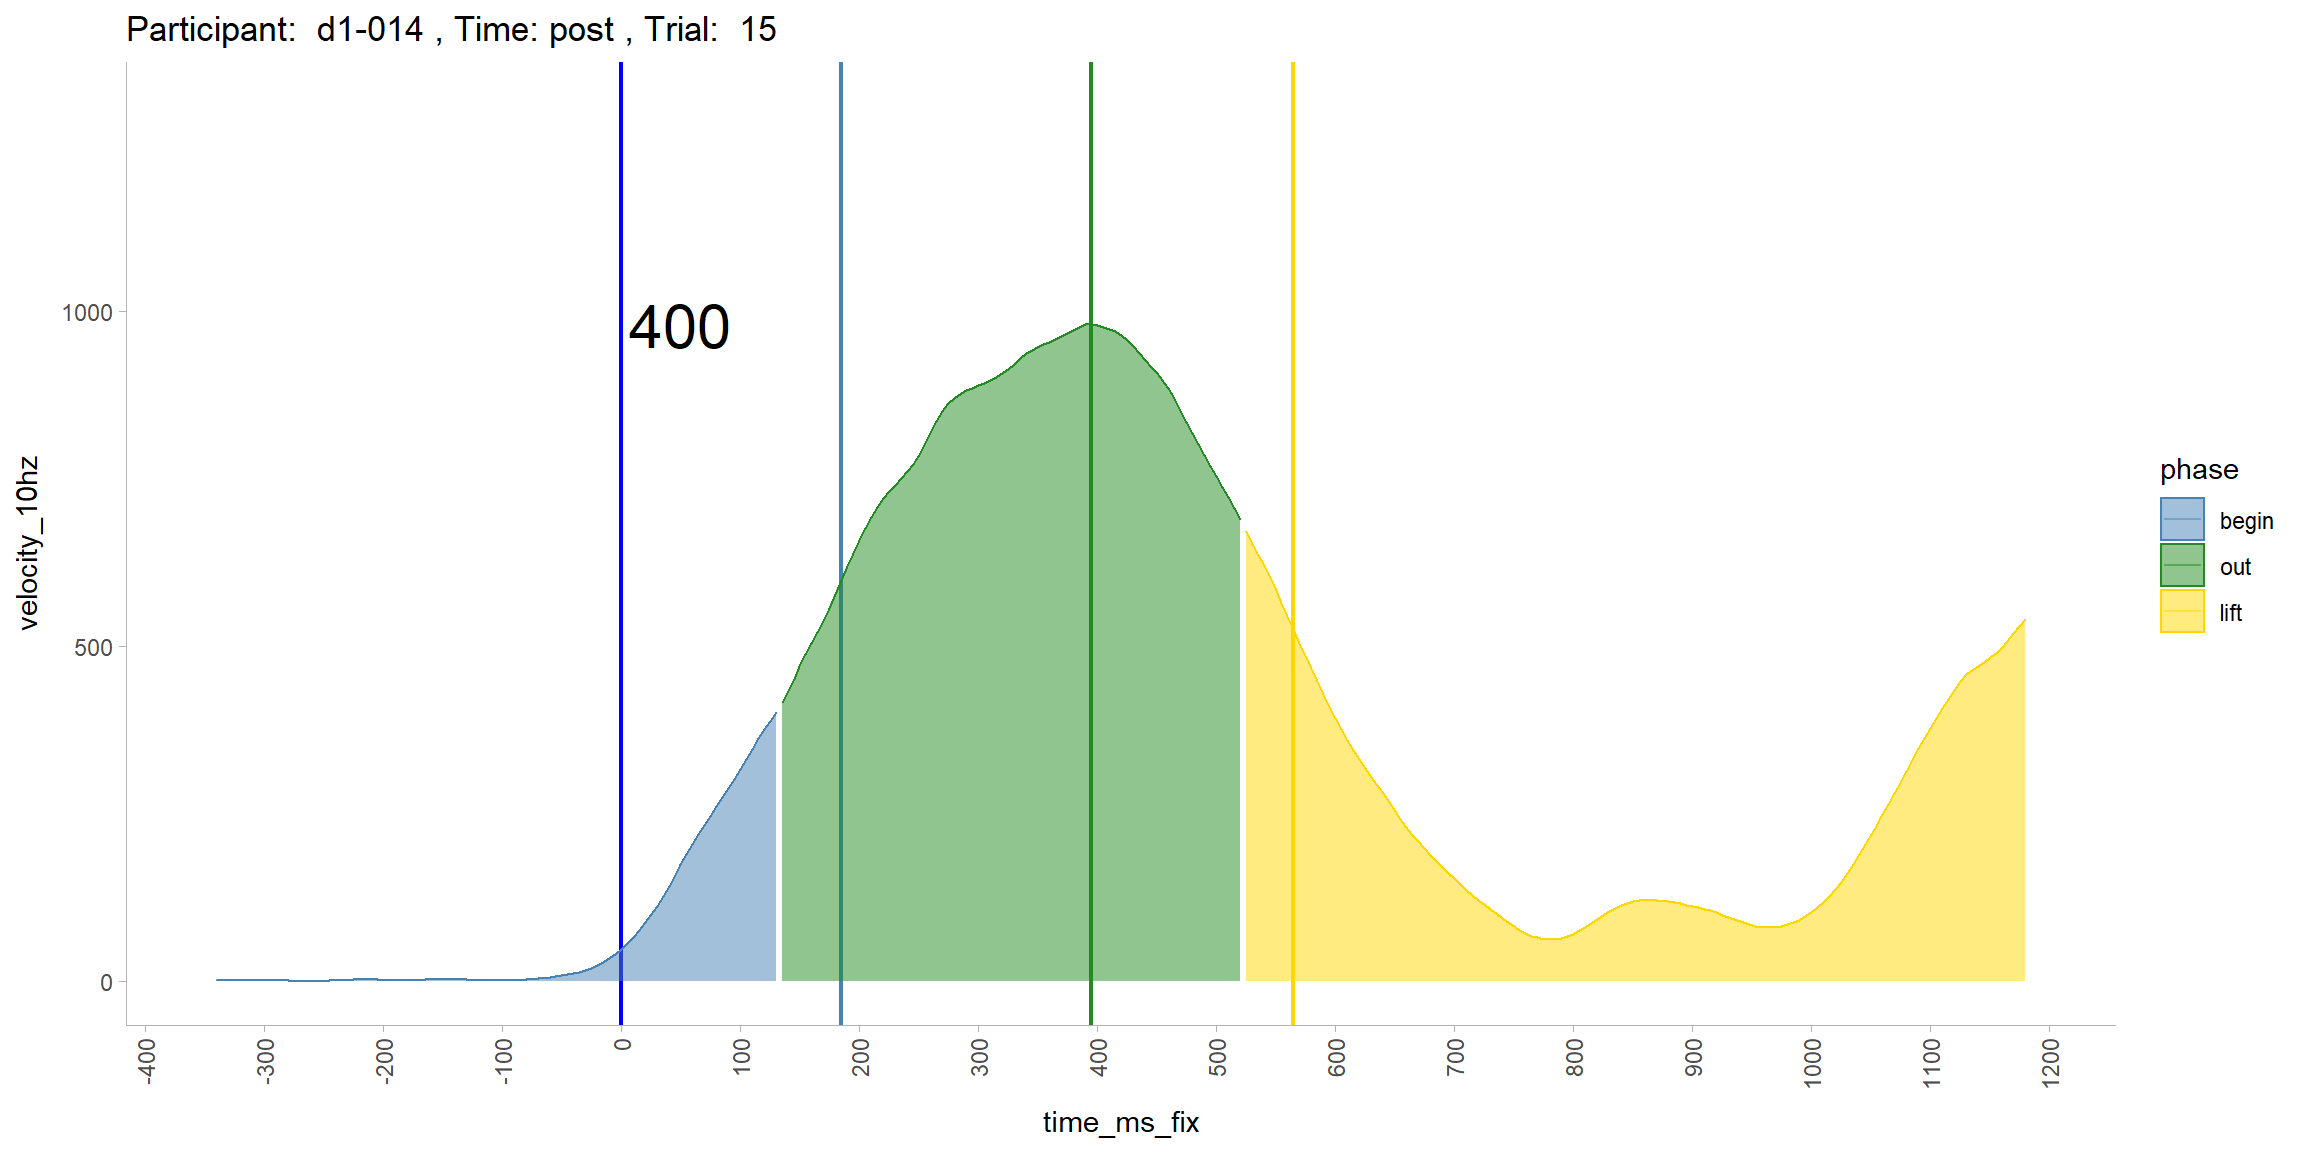 Participant:  d1-014 , Time: post , Trial:  15
400
1000
500
0
velocity_10hz
-400 -300 -200 -100 0 100 200 300 400 500 600 700 800 900 1000 1100 1200
time_ms_fix
phase
begin
out
lift